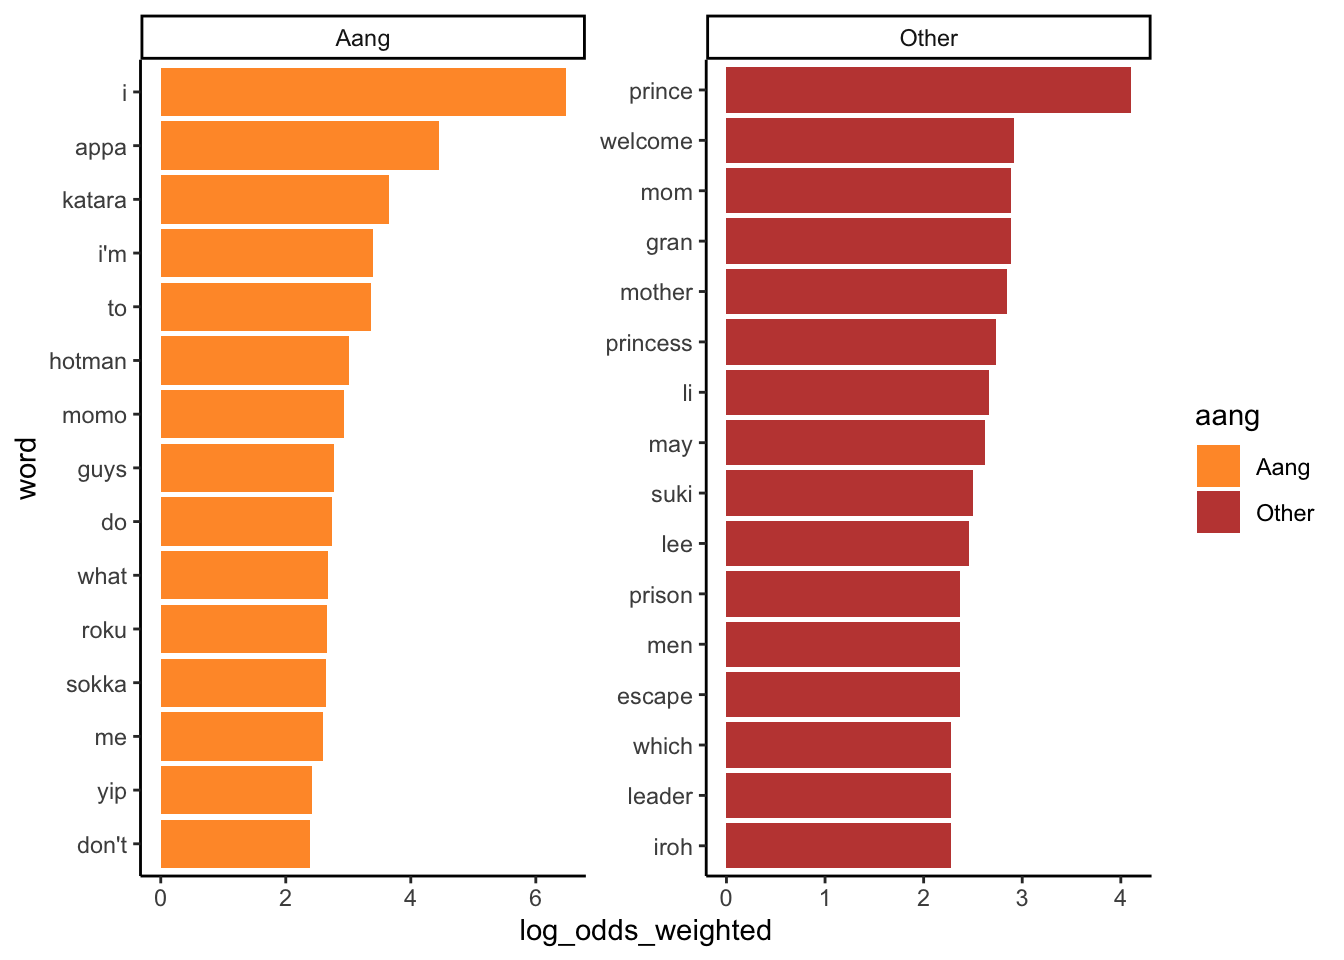 Aang
Other
word
i
appa
katara
i'm
to
hotman
momo
guys
do
what
roku
sokka
me
yip
don't
0
2
4
6
prince
welcome
mom
gran
mother
princess
li
may
suki
lee
prison
men
escape
which
leader
iroh
0
1
2
3
4
log_odds_weighted
aang
Aang
Other